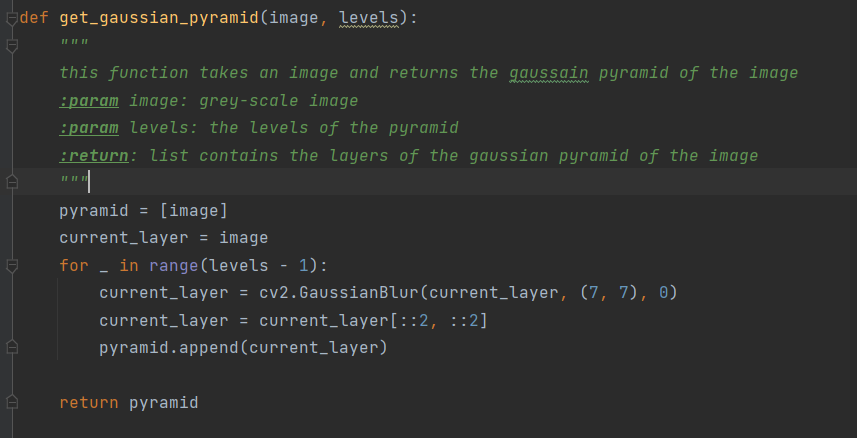 def get_gaussian_pyramid(image, levels):
    """
    this function takes an image and returns the gaussain pyramid of the image
    :param image: grey-scale image
    :param levels: the levels of the pyramid
    :return: list contains the layers of the gaussian pyramid of the image
    """
    pyramid = [image]
    current_layer = image
    for _ in range(levels - 1):
        current_layer = cv2.GaussianBlur(current_layer, (7, 7), 0)
        current_layer = current_layer[::2, ::2]
        pyramid.append(current_layer)

    return pyramid